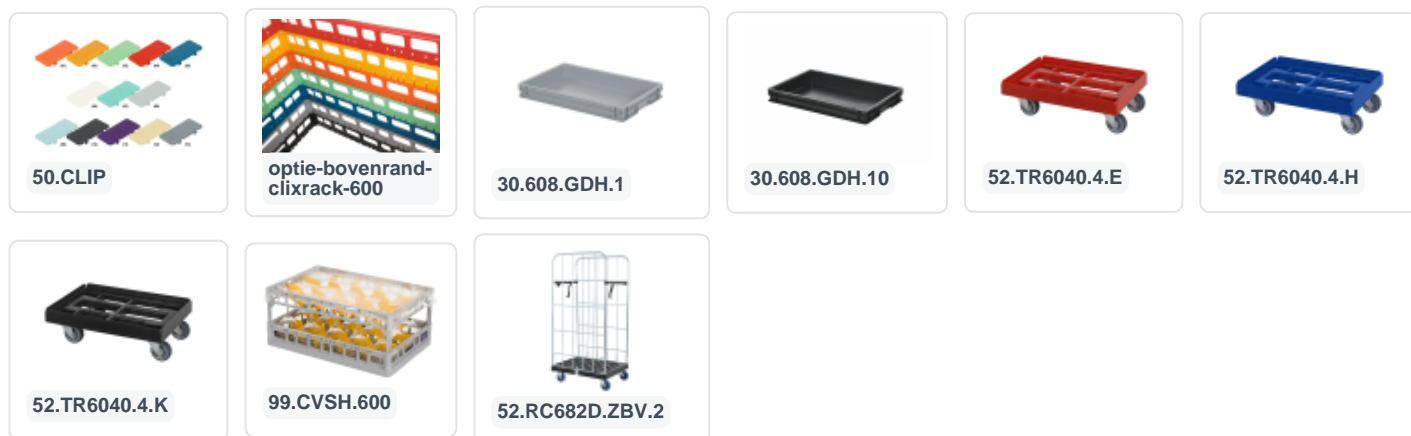 50.CLIP
optie-bovenrand-
clixrack-600
30.608.GDH.1
30.608.GDH.10
52.TR6040.4.E
52.TR6040.4.H
52.TR6040.4.K
99.CVSH.600
52.RC682D.ZBV.2